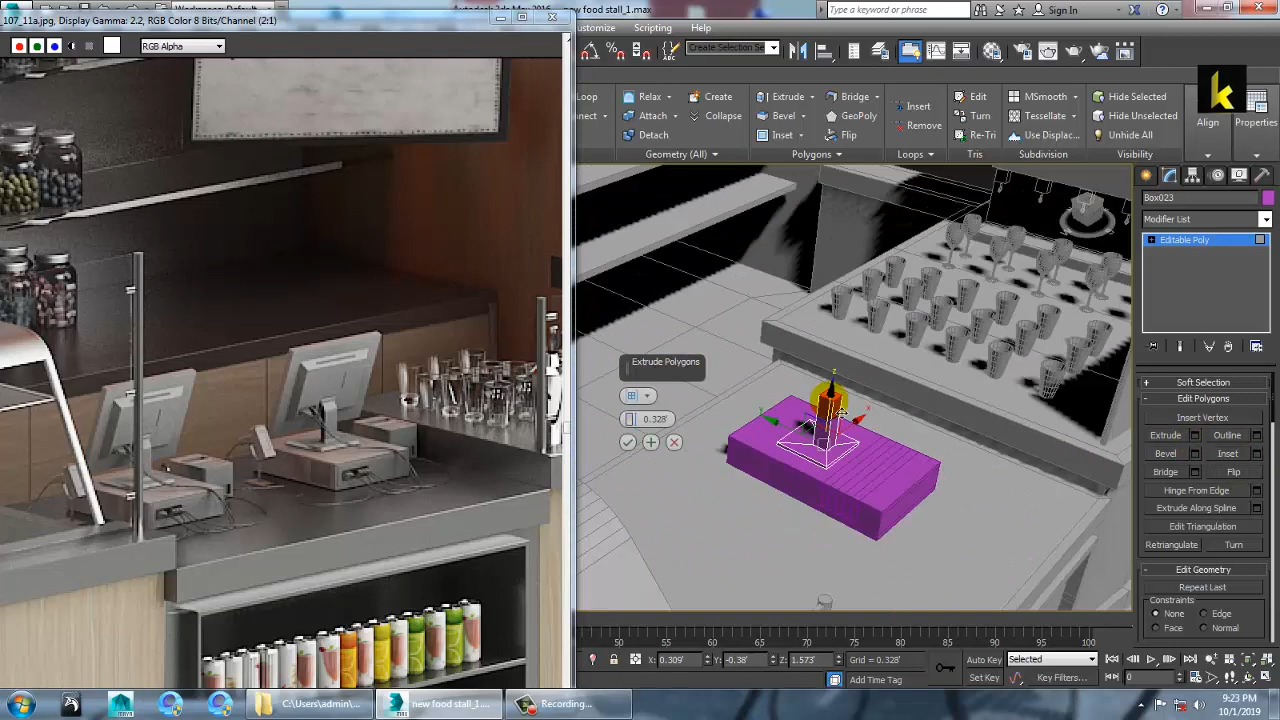 107_11a.jpg, Display Gamma: 2.2, RGB Color 8 Bits/Channel (2:1)
new food stall_1.max
Type a keyword or phrase
Sign In
RGB Alpha
Scripting
Help
Create Selection Se
Loop
Relax
Create
Extrude
Bridge
Insert
Edit
MSmooth
Hide Selected
Attach
Collapse
Bevel
GeoPoly
Remove
Turn
Tessellate
Hide Unselected
Detach
Inset
Flip
Re-Tri
Use Displac...
Unhide All
Align
Properties
Geometry (All)
Polygons
Loops
Tris
Subdivision
Visibility
Box023
Modifier List
Editable Poly
Extrude Polygons
0.328'
z
x
y
Soft Selection
Edit Polygons
Insert Vertex
Extrude
Outline
Bevel
Inset
Bridge
Flip
Hinge From Edge
Extrude Along Spline
Edit Triangulation
Retriangulate
Turn
Edit Geometry
Repeat Last
Constraints
None
Edge
Face
Normal
50 55 60 65 70 75 80 85 90 95 100
X: 0.309'
Y: -0.38'
Z: 1.573'
Grid = 0.328'
Add Time Tag
Auto Key
Selected
Set Key
Key Filters...
0
C:\Users\admin\...
new food stall_1....
Recording...
9:23 PM
10/1/2019